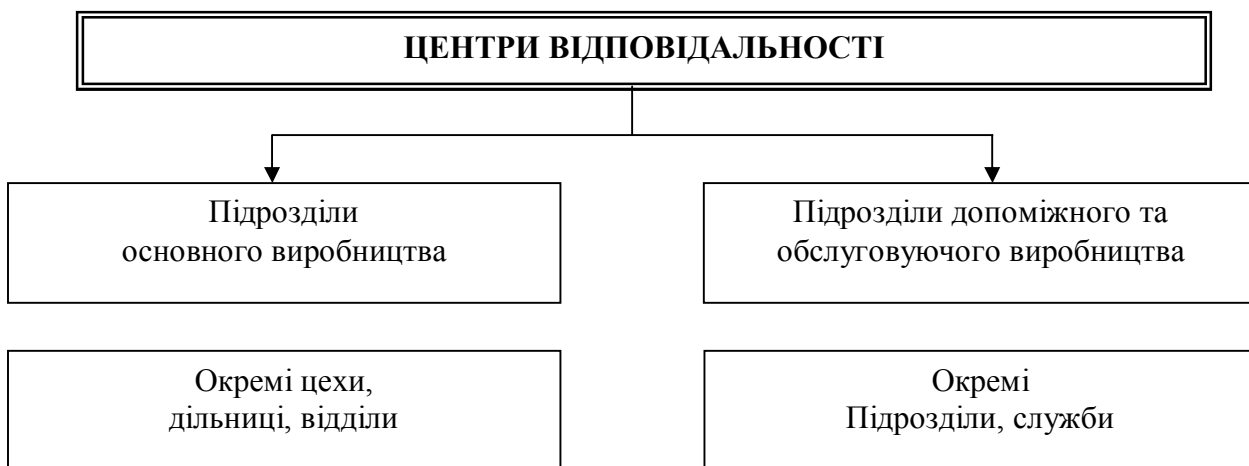 ЦЕНТРИ ВІДПОВІДАЛЬНОСТІ
Підрозділи
основного виробництва
Підрозділи допоміжного та
обслуговуючого виробництва
Окремі цехи,
дільниці, відділи
Окремі
Підрозділи, служби